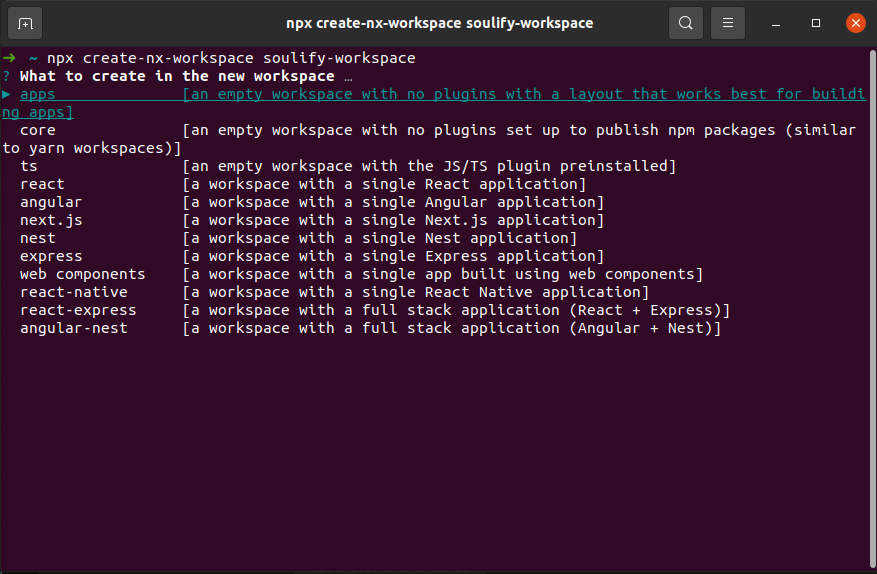 npx create-nx-workspace soulify-workspace
➜ ~ npx create-nx-workspace soulify-workspace
? What to create in the new workspace …
▸ apps [an empty workspace with no plugins with a layout that works best for buildi
ng apps]
core [an empty workspace with no plugins set up to publish npm packages (similar
to yarn workspaces)]
ts [an empty workspace with the JS/TS plugin preinstalled]
react [a workspace with a single React application]
angular [a workspace with a single Angular application]
next.js [a workspace with a single Next.js application]
nest [a workspace with a single Nest application]
express [a workspace with a single Express application]
web components [a workspace with a single app built using web components]
react-native [a workspace with a single React Native application]
react-express [a workspace with a full stack application (React + Express)]
angular-nest [a workspace with a full stack application (Angular + Nest)]